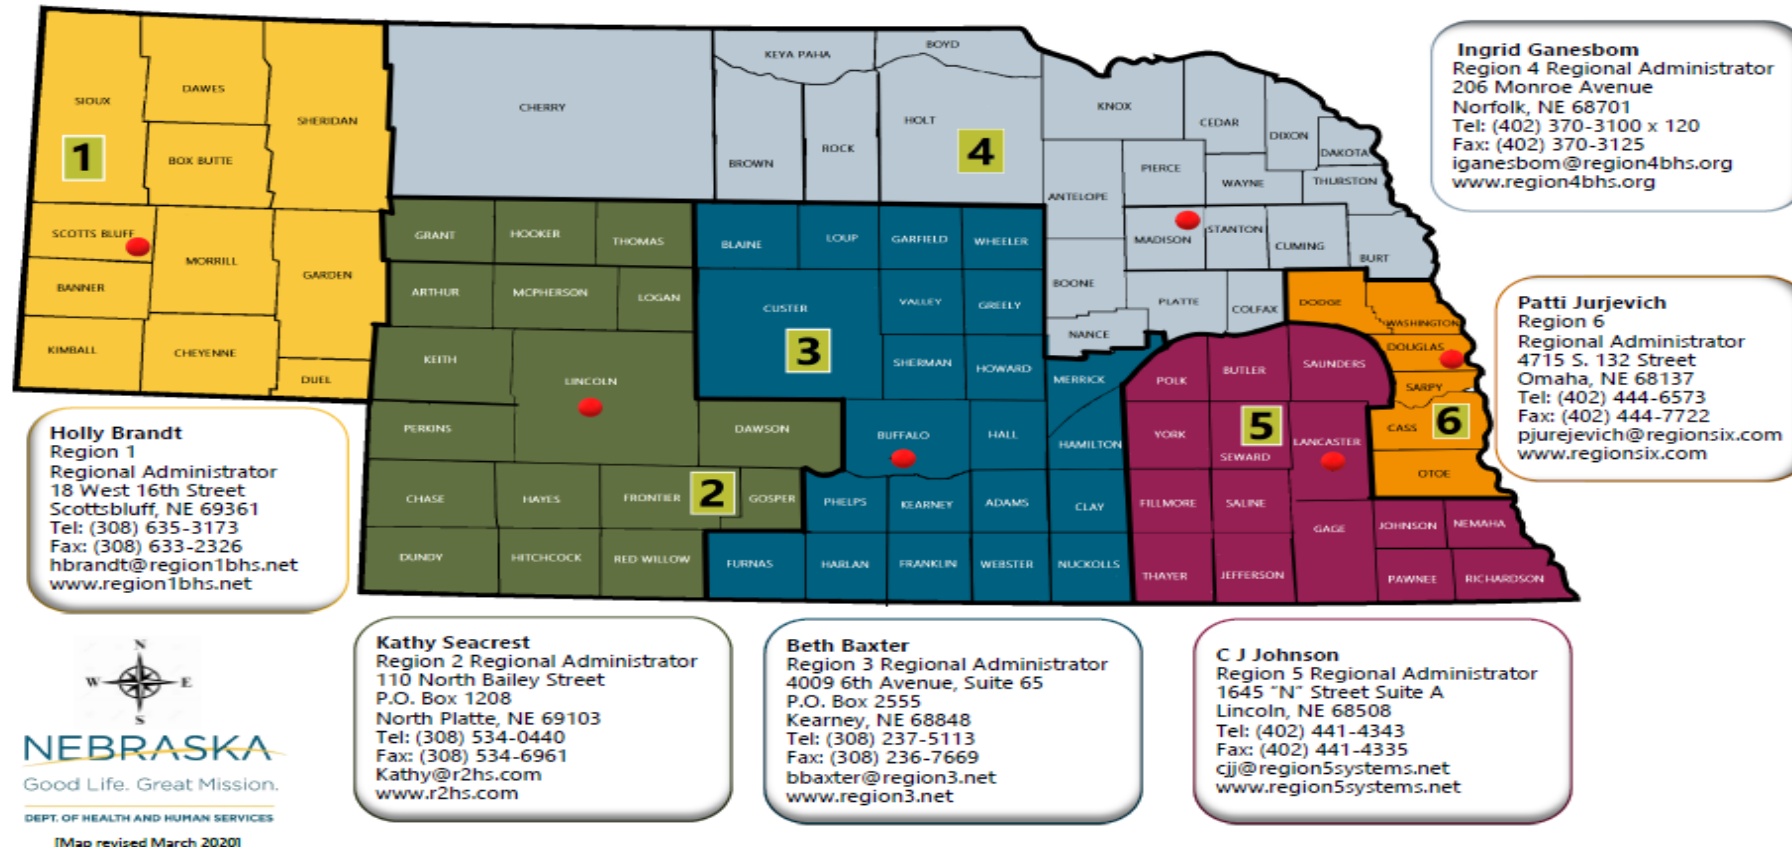 SIOUX
DAWES
SHERIDAN
BOX BUTTE
1
SCOTTS BLUFF
MORRILL
GARDEN
BANNER
KIMBALL
CHEYENNE
DUEL
CHERRY
KEYA PAHA
BOYD
BROWN
ROCK
HOLT
4
KNOX
CEDAR
DIXON
DAKOTA
PIERCE
WAYNE
THURSTON
ANTELOPE
MADISON
STANTON
CUMING
BURT
BOONE
PLATTE
COLFAX
NANCE
GRANT
HOOKER
THOMAS
ARTHUR
MCPHERSON
LOGAN
KEITH
LINCOLN
PERKINS
DAWSON
CHASE
HAYES
FRONTIER
2
GOSPER
DUNDY
HITCHCOCK
RED WILLOW
BLAINE
LOUP
GARFIELD
WHEELER
CUSTER
VALLEY
GREELY
3
SHERMAN
HOWARD
MERRICK
BUFFALO
HALL
HAMILTON
PHELPS
KEARNEY
ADAMS
CLAY
FURNAS
HARLAN
FRANKLIN
WEBSTER
NUCKOLLS
POLK
BUTLER
SAUNDERS
YORK
5
SEWARD
LANCASTER
FILLMORE
SALINE
GAGE
JOHNSON
NEMAHA
THAYER
JEFFERSON
PAWNEE
RICHARDSON
DODGE
WASHINGTON
DOUGLAS
SARPY
CASS
6
OTOE
Ingrid Ganesbom
Region 4 Regional Administrator
206 Monroe Avenue
Norfolk, NE 68701
Tel: (402) 370-3100 x 120
Fax: (402) 370-3125
iganesbom@region4bhs.org
www.region4bhs.org
Patti Jurjevich
Region 6
Regional Administrator
4715 S. 132 Street
Omaha, NE 68137
Tel: (402) 444-6573
Fax: (402) 444-7722
pjurejevich@regionsix.com
www.regionsix.com
Holly Brandt
Region 1
Regional Administrator
18 West 16th Street
Scottsbluff, NE 69361
Tel: (308) 635-3173
Fax: (308) 633-2326
hbrandt@region1bhs.net
www.region1bhs.net
Kathy Seacrest
Region 2 Regional Administrator
110 North Bailey Street
P.O. Box 1208
North Platte, NE 69103
Tel: (308) 534-0440
Fax: (308) 534-6961
Kathy@r2hs.com
www.r2hs.com
Beth Baxter
Region 3 Regional Administrator
4009 6th Avenue, Suite 65
P.O. Box 2555
Kearney, NE 68848
Tel: (308) 237-5113
Fax: (308) 236-7669
bbaxter@region3.net
www.region3.net
C J Johnson
Region 5 Regional Administrator
1645 "N" Street Suite A
Lincoln, NE 68508
Tel: (402) 441-4343
Fax: (402) 441-4335
cjj@region5systems.net
www.region5systems.net
N
W E
S
NEBRASKA
Good Life. Great Mission.
DEPT. OF HEALTH AND HUMAN SERVICES
[Map revised March 2020]